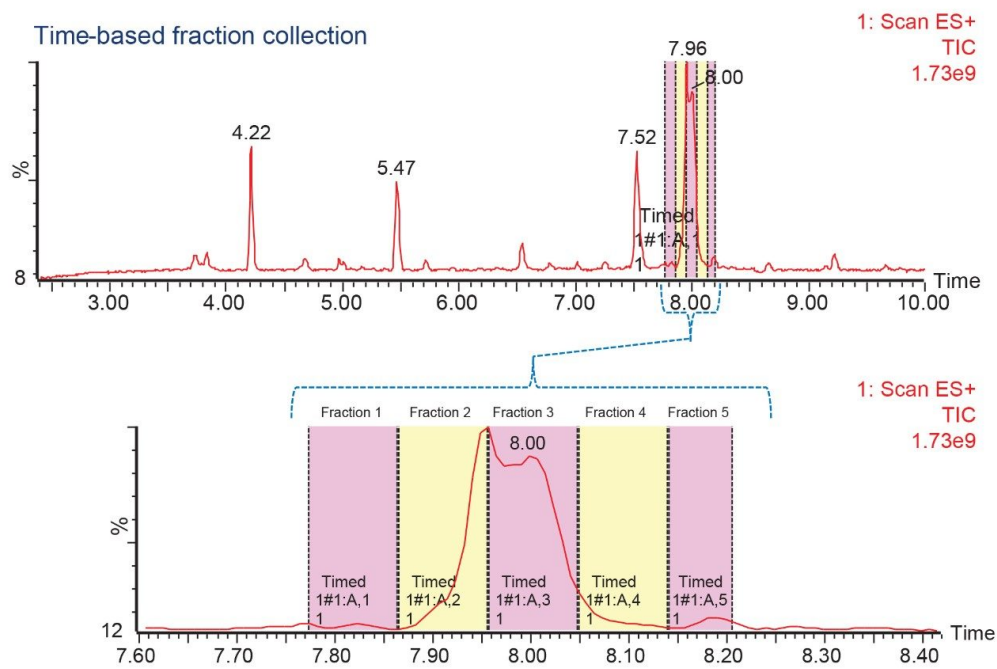 Time-based fraction collection
1: Scan ES+
TIC
1.73e9
7.96
8.00
4.22
7.52
5.47
%
Timed
1#1:A,1
1
8
Time
3.00 4.00 5.00 6.00 7.00 8.00 9.00 10.00
1: Scan ES+
TIC
1.73e9
Fraction 1 Fraction 2 Fraction 3 Fraction 4 Fraction 5
8.00
%
Timed Timed Timed Timed Timed
1#1:A,1 1#1:A,2 1#1:A,3 1#1:A,4 1#1:A,5
1 1 1 1 1
12
Time
7.60 7.70 7.80 7.90 8.00 8.10 8.20 8.30 8.40